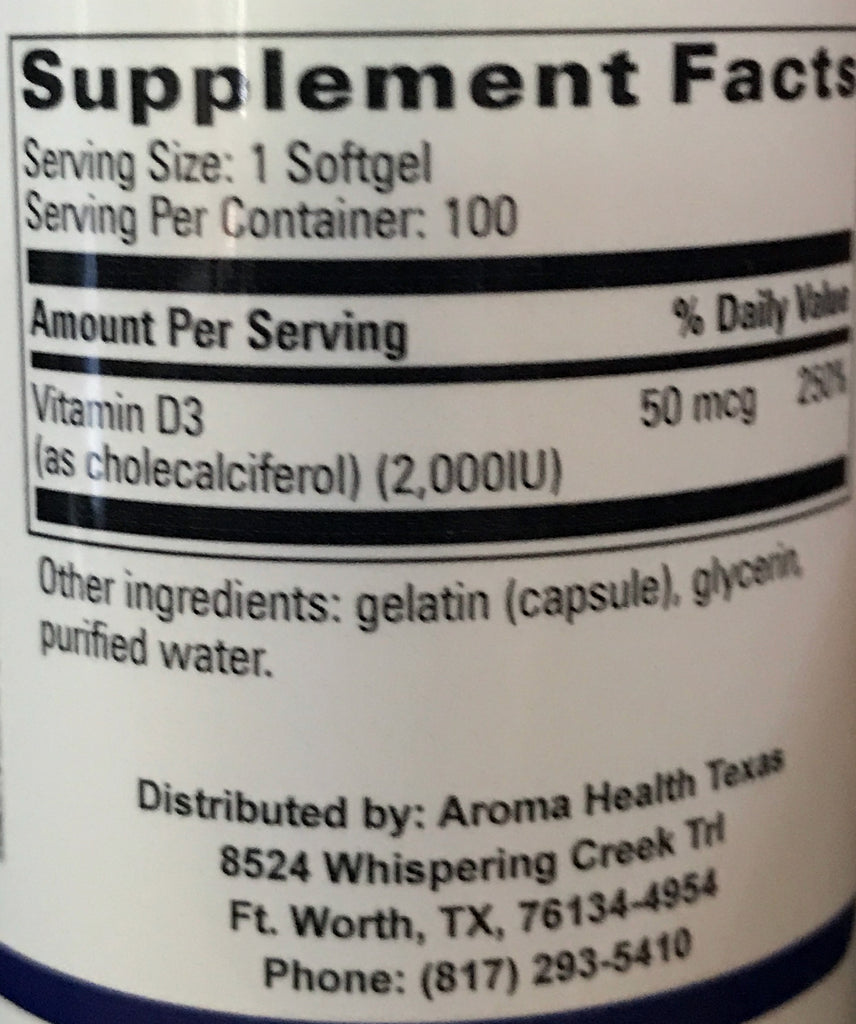 Supplement Facts
Serving Size: 1 Softgel
Serving Per Container: 100
Amount Per Serving % Daily Value
Vitamin D3 50 mcg 250%
(as cholecalciferol) (2,000IU)
Other ingredients: gelatin (capsule), glycerin,
purified water.
Distributed by: Aroma Health Texas
8524 Whispering Creek Trl
Ft. Worth, TX, 76134-4954
Phone: (817) 293-5410